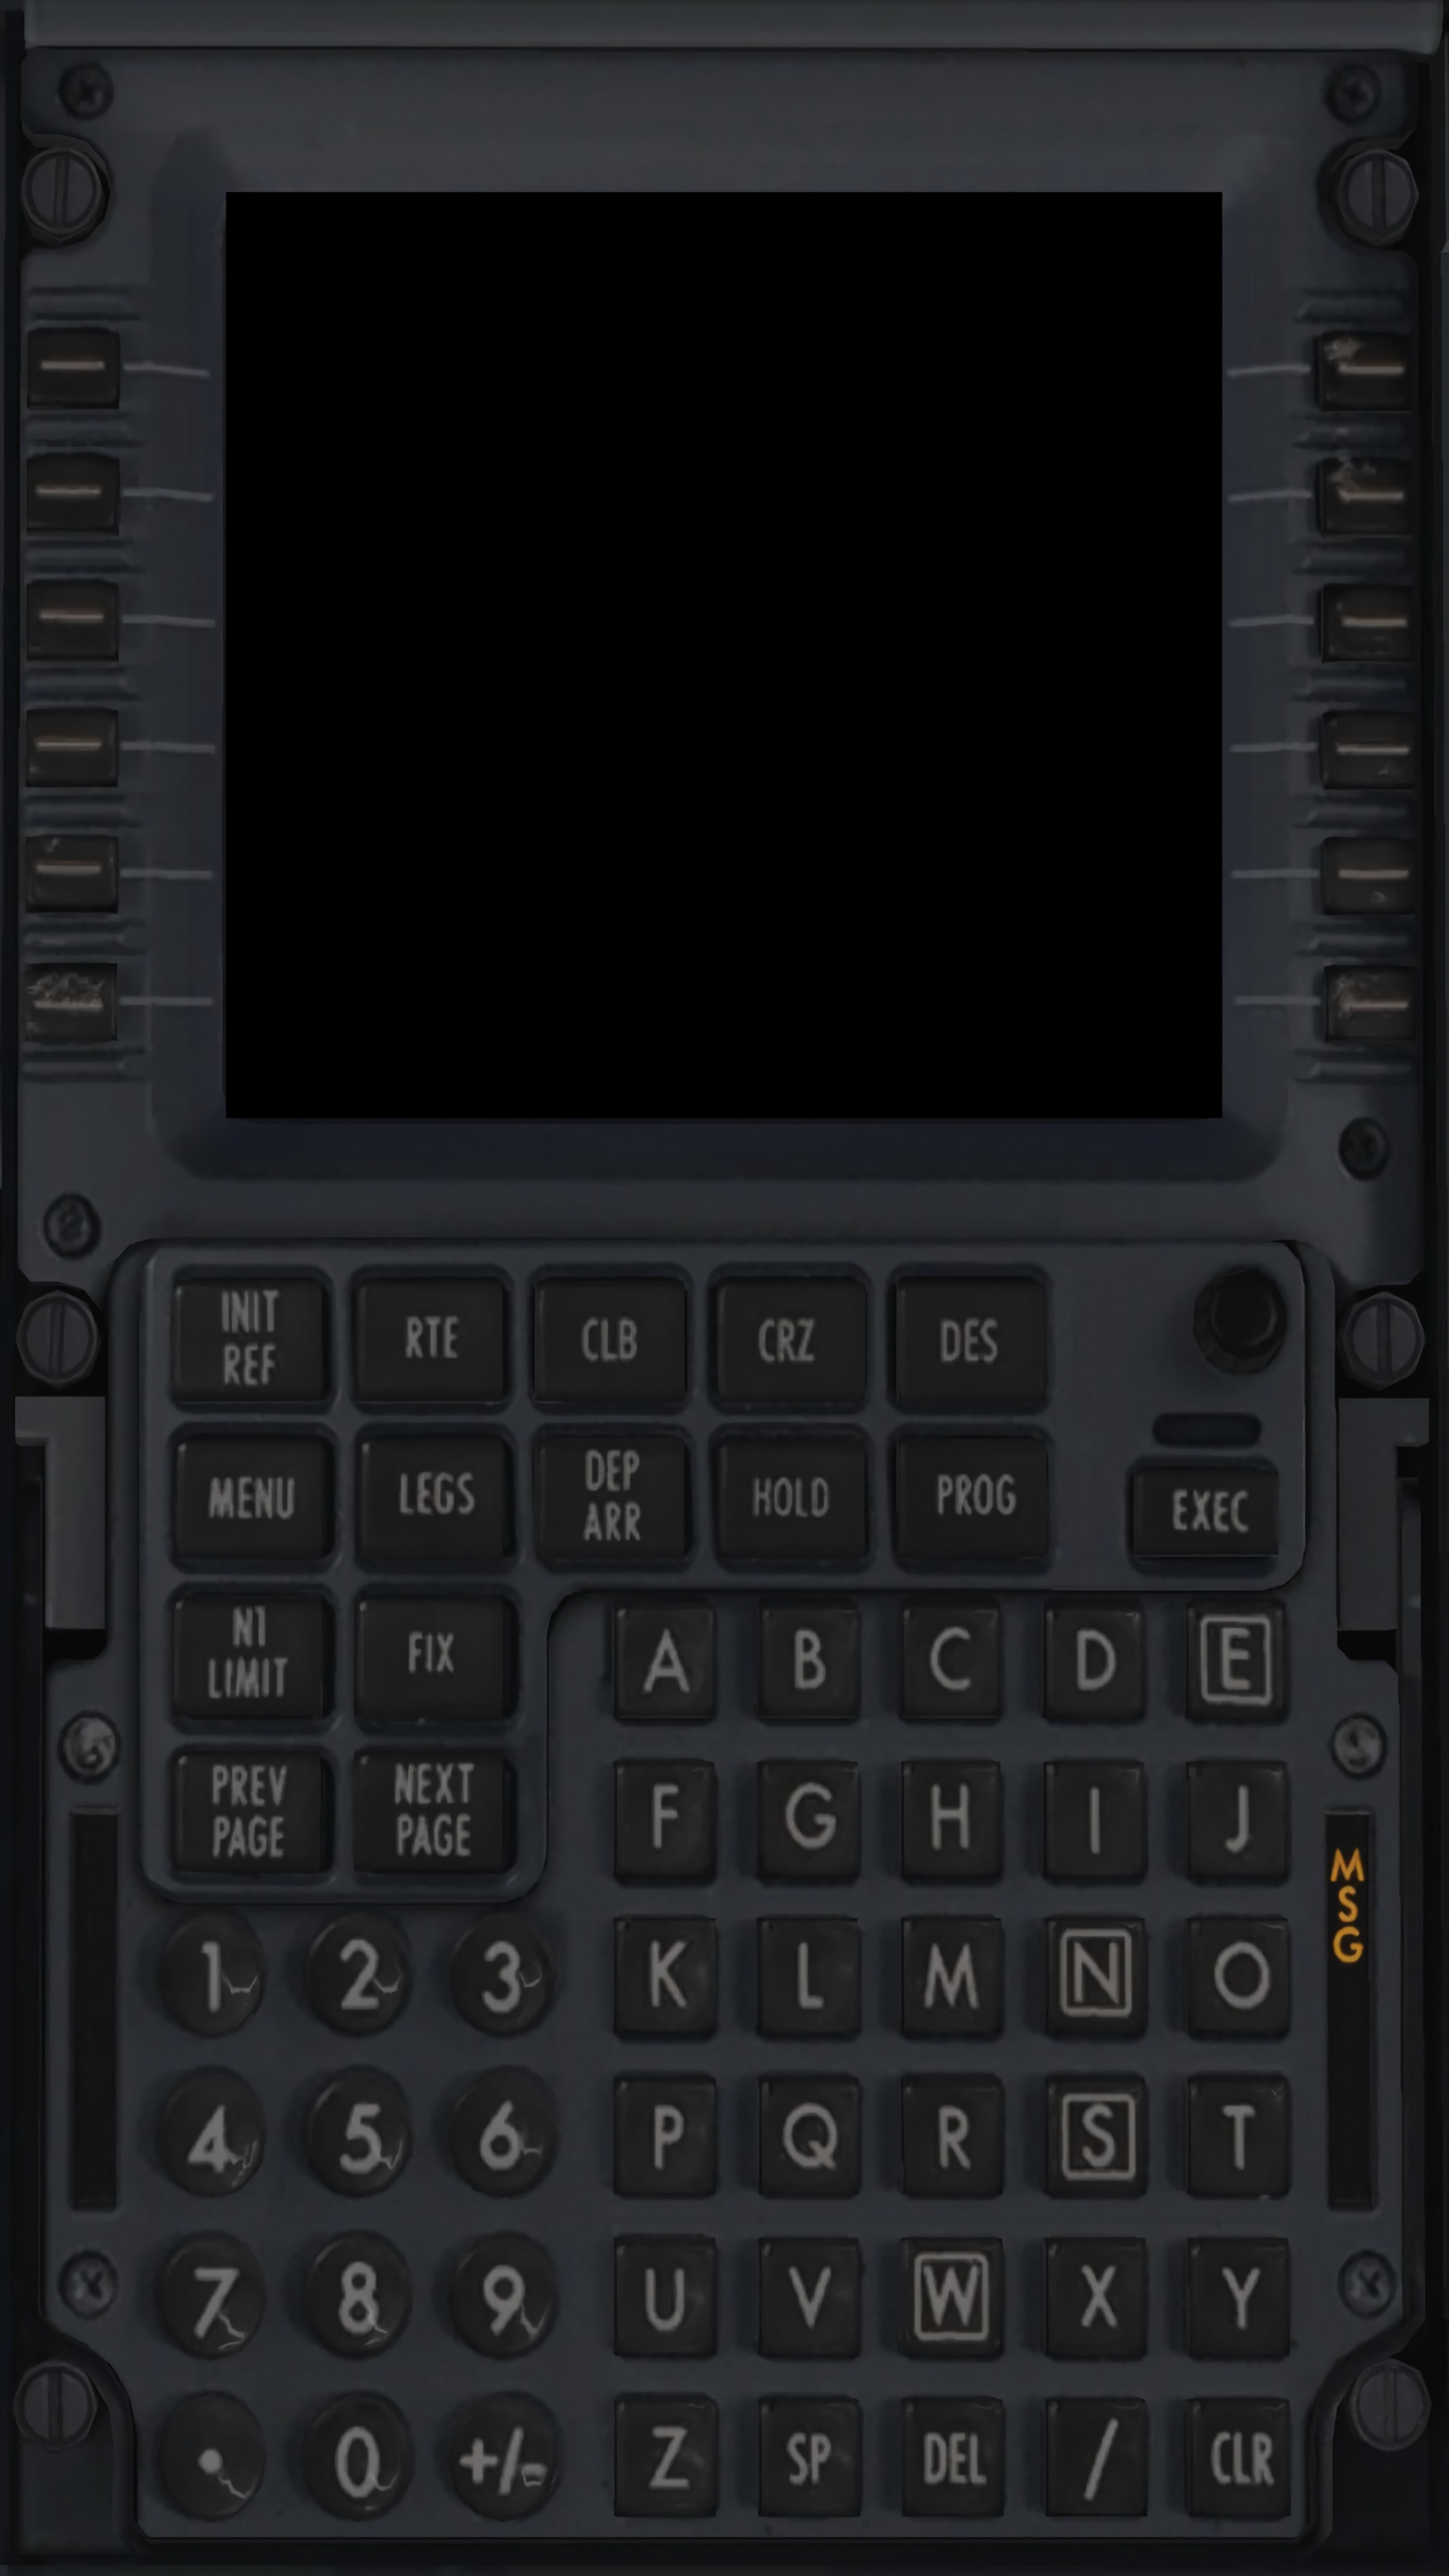 INIT REF
RTE
CLB
CRZ
DES
MENU
LEGS
DEP ARR
HOLD
PROG
EXEC
N1 LIMIT
FIX
A
B
C
D
E
PREV PAGE
NEXT PAGE
F
G
H
I
J
MSG
1
2
3
K
L
M
N
O
4
5
6
P
Q
R
S
T
7
8
9
U
V
W
X
Y
.
0
+/-
Z
SP
DEL
/
CLR